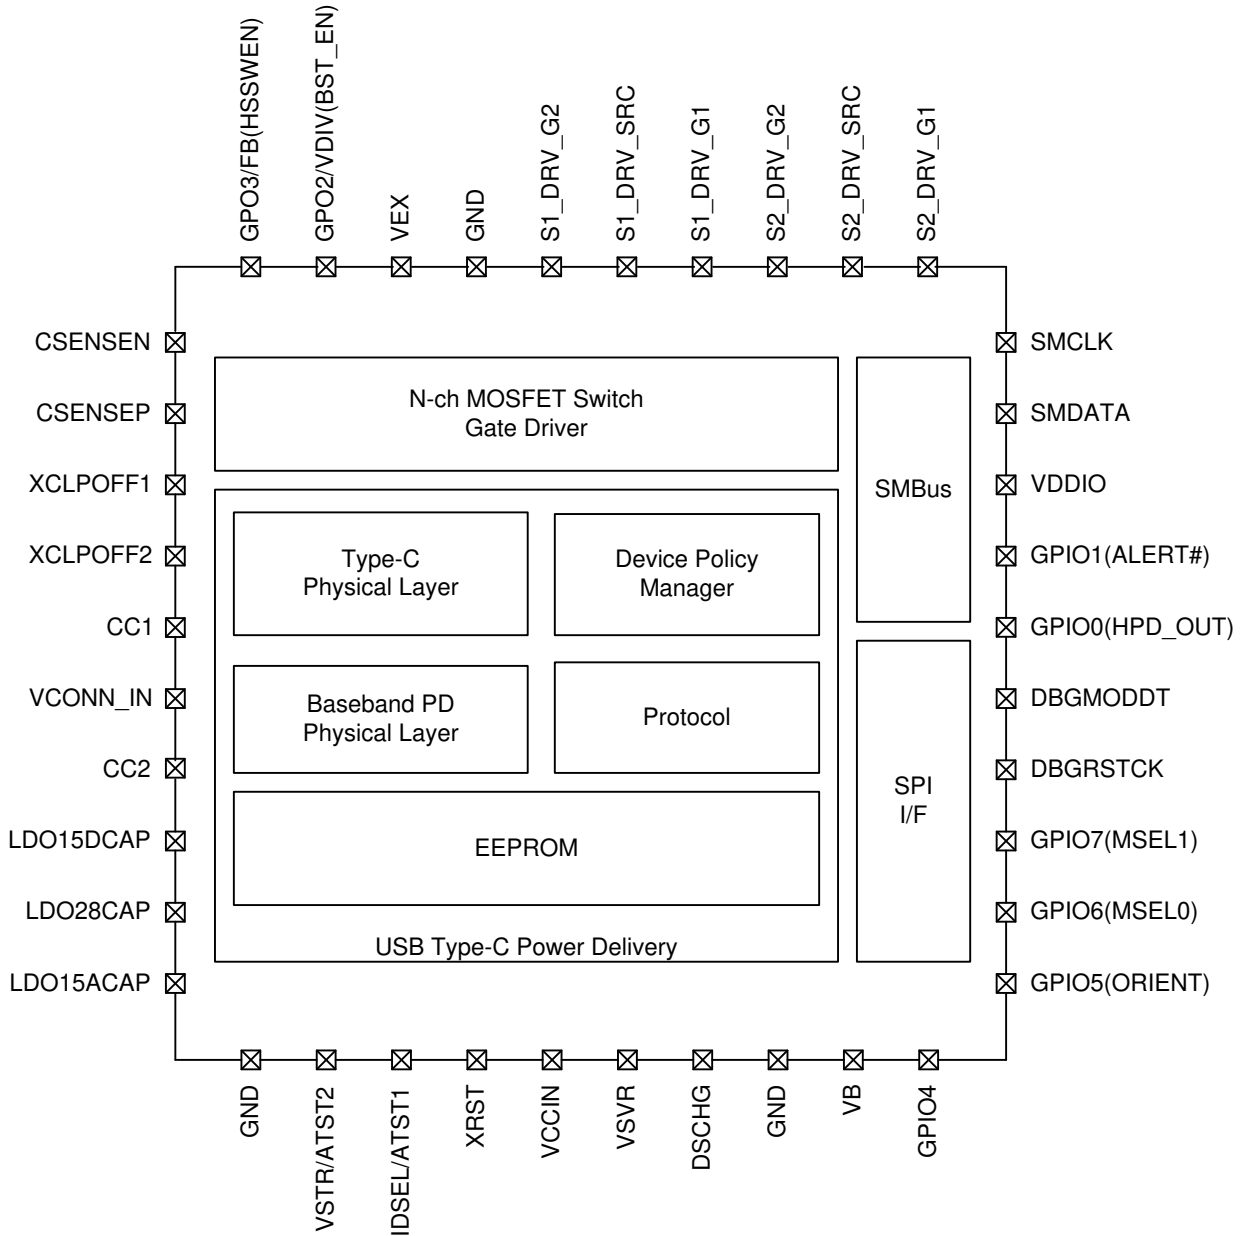 GPO3/FB(HSSWEN)
GPO2/VDIV(BST_EN)
VEX
GND
S1_DRV_G2
S1_DRV_SRC
S1_DRV_G1
S2_DRV_G2
S2_DRV_SRC
S2_DRV_G1
CSENSEN
CSENSEP
XCLPOFF1
XCLPOFF2
CC1
VCONN_IN
CC2
LDO15DCAP
LDO28CAP
LDO15ACAP
N-ch MOSFET Switch
Gate Driver
Type-C
Physical Layer
Device Policy
Manager
Baseband PD
Physical Layer
Protocol
EEPROM
USB Type-C Power Delivery
SMBus
SPI
I/F
SMCLK
SMDATA
VDDIO
GPIO1(ALERT#)
GPIO0(HPD_OUT)
DBGMODDT
DBGRSTCK
GPIO7(MSEL1)
GPIO6(MSEL0)
GPIO5(ORIENT)
GND
VSTR/ATST2
IDSEL/ATST1
XRST
VCCIN
VSVR
DSCHG
GND
VB
GPIO4